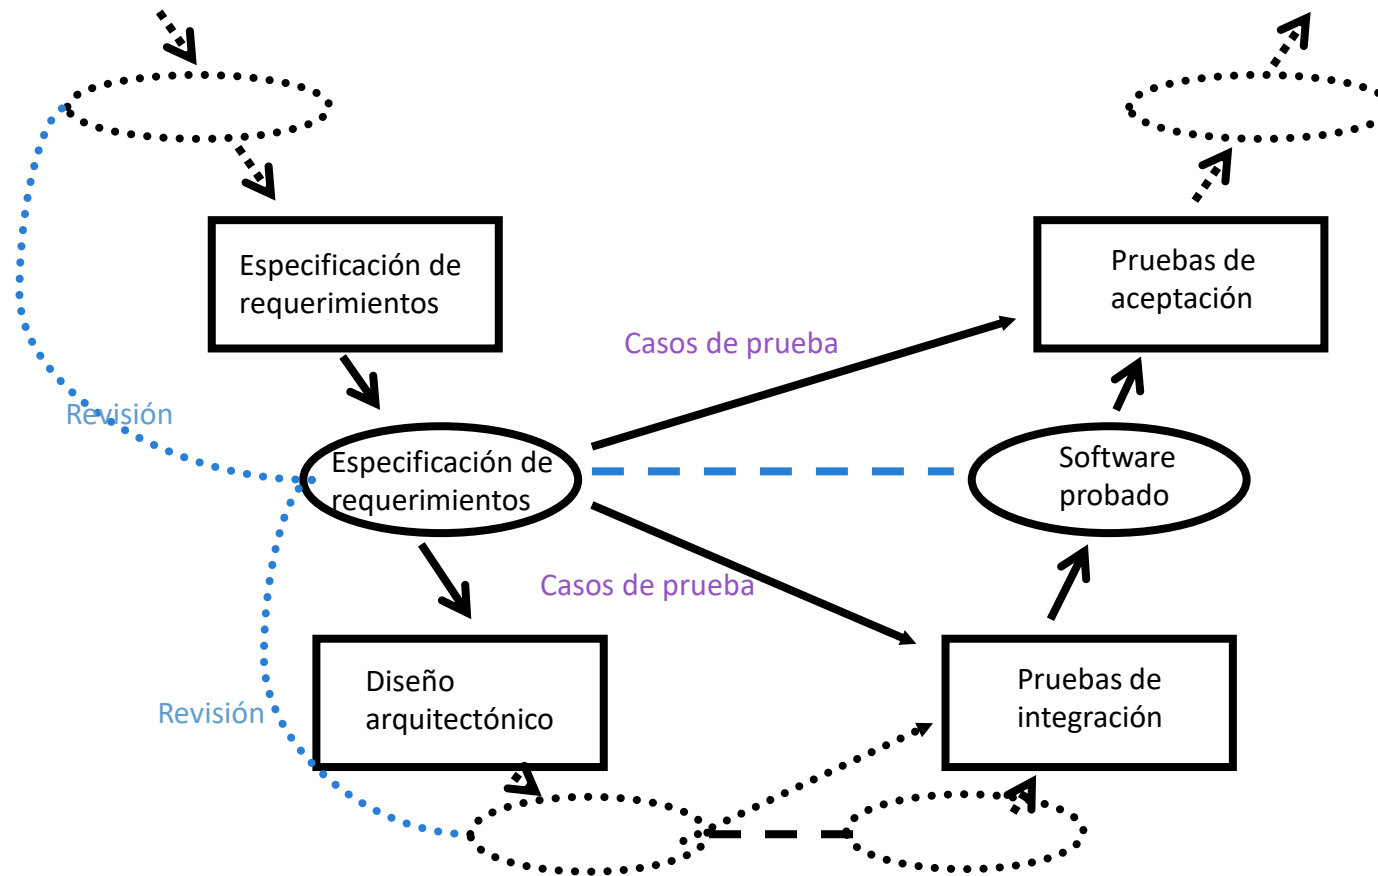 Especificación de
requerimientos
Pruebas de
aceptación
Casos de prueba
Revisión
Especificación de
requerimientos
Software
probado
Casos de prueba
Diseño
arquitectónico
Pruebas de
integración
Revisión